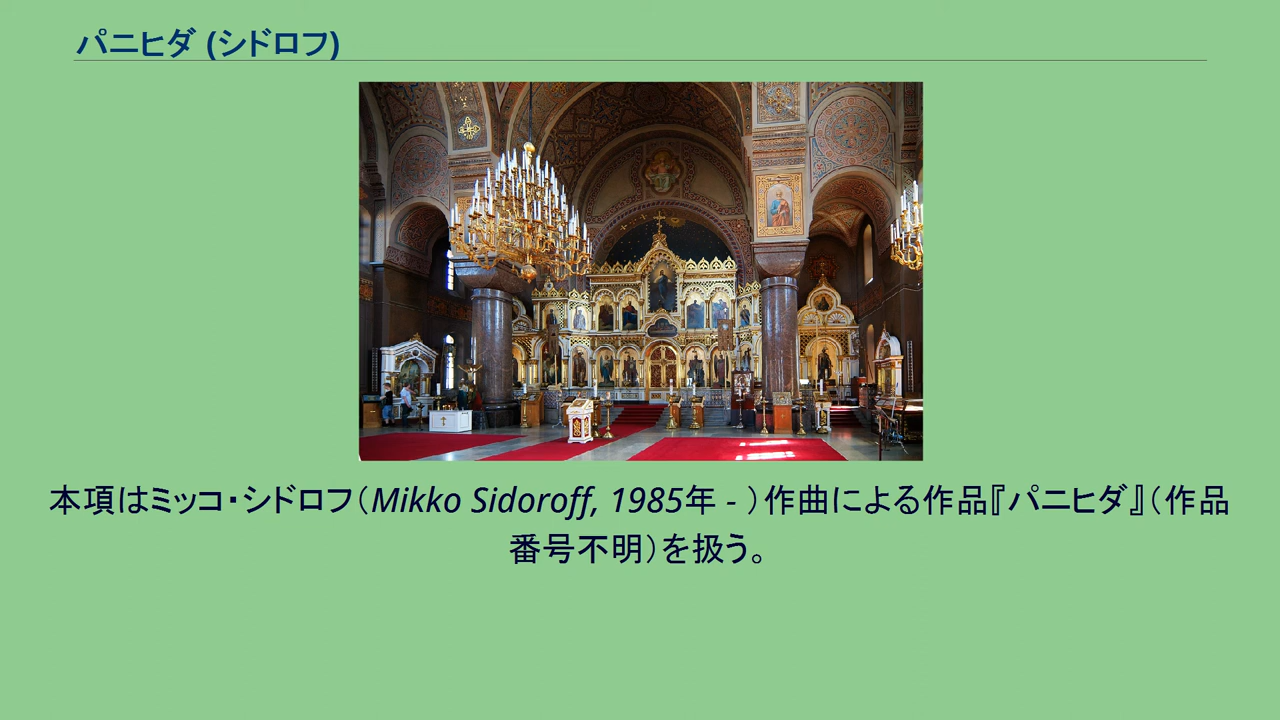 パニヒダ (シドロフ)
本項はミッコ・シドロフ（Mikko Sidoroff, 1985年 - ）作曲による作品『パニヒダ』（作品
番号不明）を扱う。